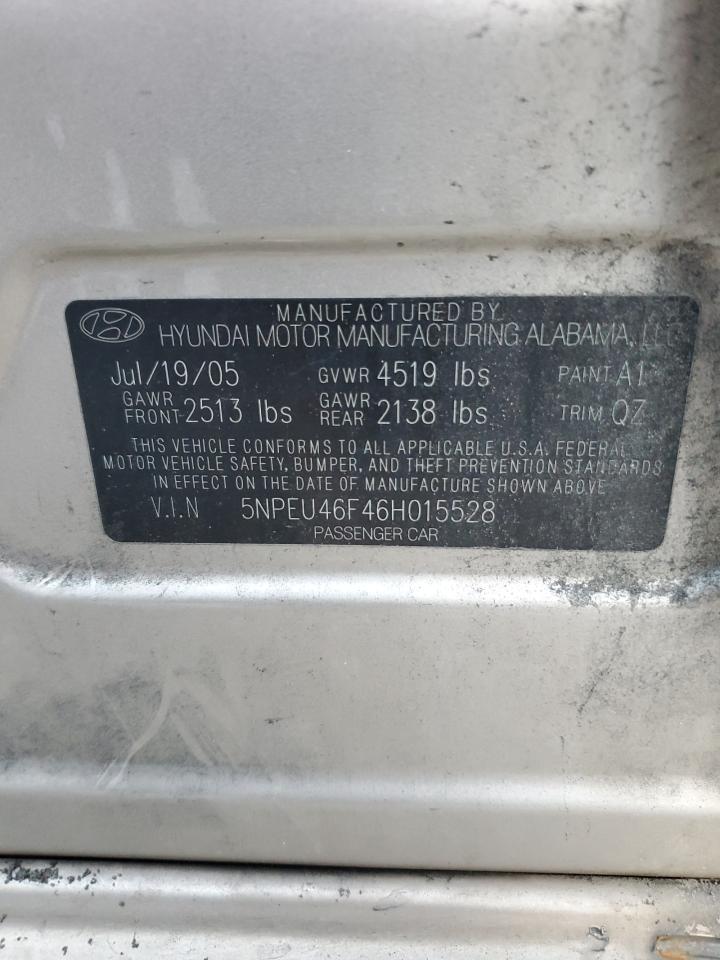 MANUFACTURED BY
HYUNDAI MOTOR MANUFACTURING ALABAMA, LLC
Jul/19/05 GVWR 4519 lbs PAINT A1
GAWR FRONT 2513 lbs GAWR REAR 2138 lbs TRIM QZ
THIS VEHICLE CONFORMS TO ALL APPLICABLE U.S.A. FEDERAL
MOTOR VEHICLE SAFETY, BUMPER, AND THEFT PREVENTION STANDARDS
IN EFFECT ON THE DATE OF MANUFACTURE SHOWN ABOVE
V.I.N 5NPEU46F46H015528
PASSENGER CAR